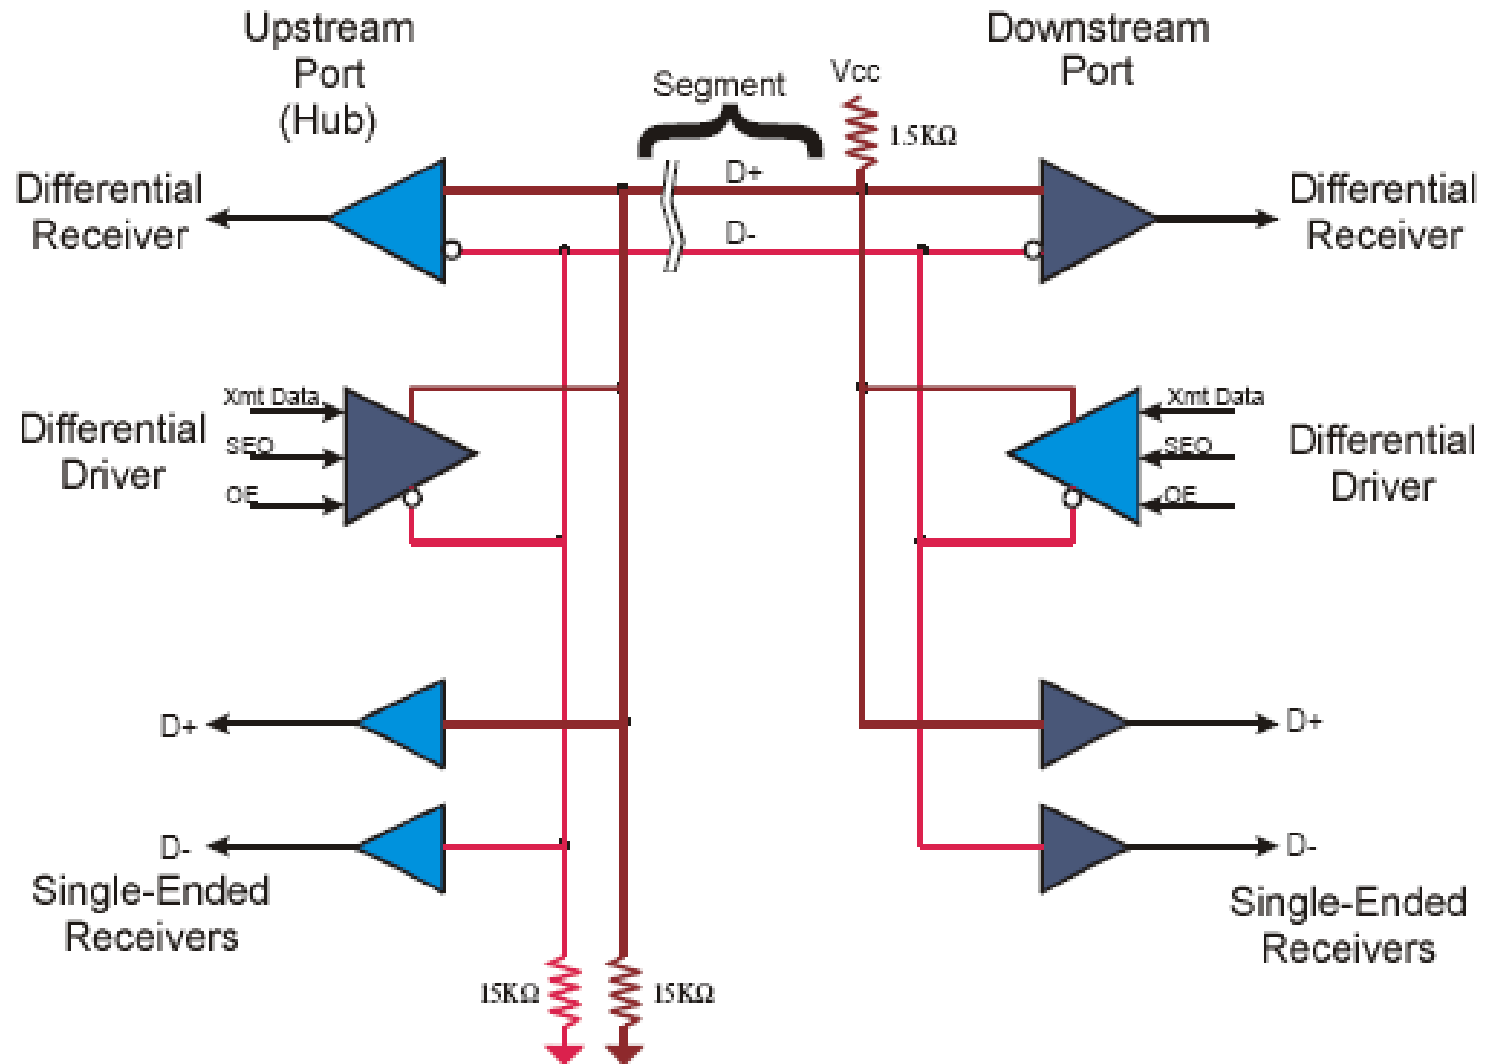 Upstream
Port
(Hub)
Downstream
Port
Segment
Vcc
1.5KΩ
D+
D-
Differential
Receiver
Differential
Receiver
Xmt Data
SEO
OE
Differential
Driver
Xmt Data
SEO
OE
Differential
Driver
D+
D-
Single-Ended
Receivers
D+
D-
Single-Ended
Receivers
15KΩ
15KΩ